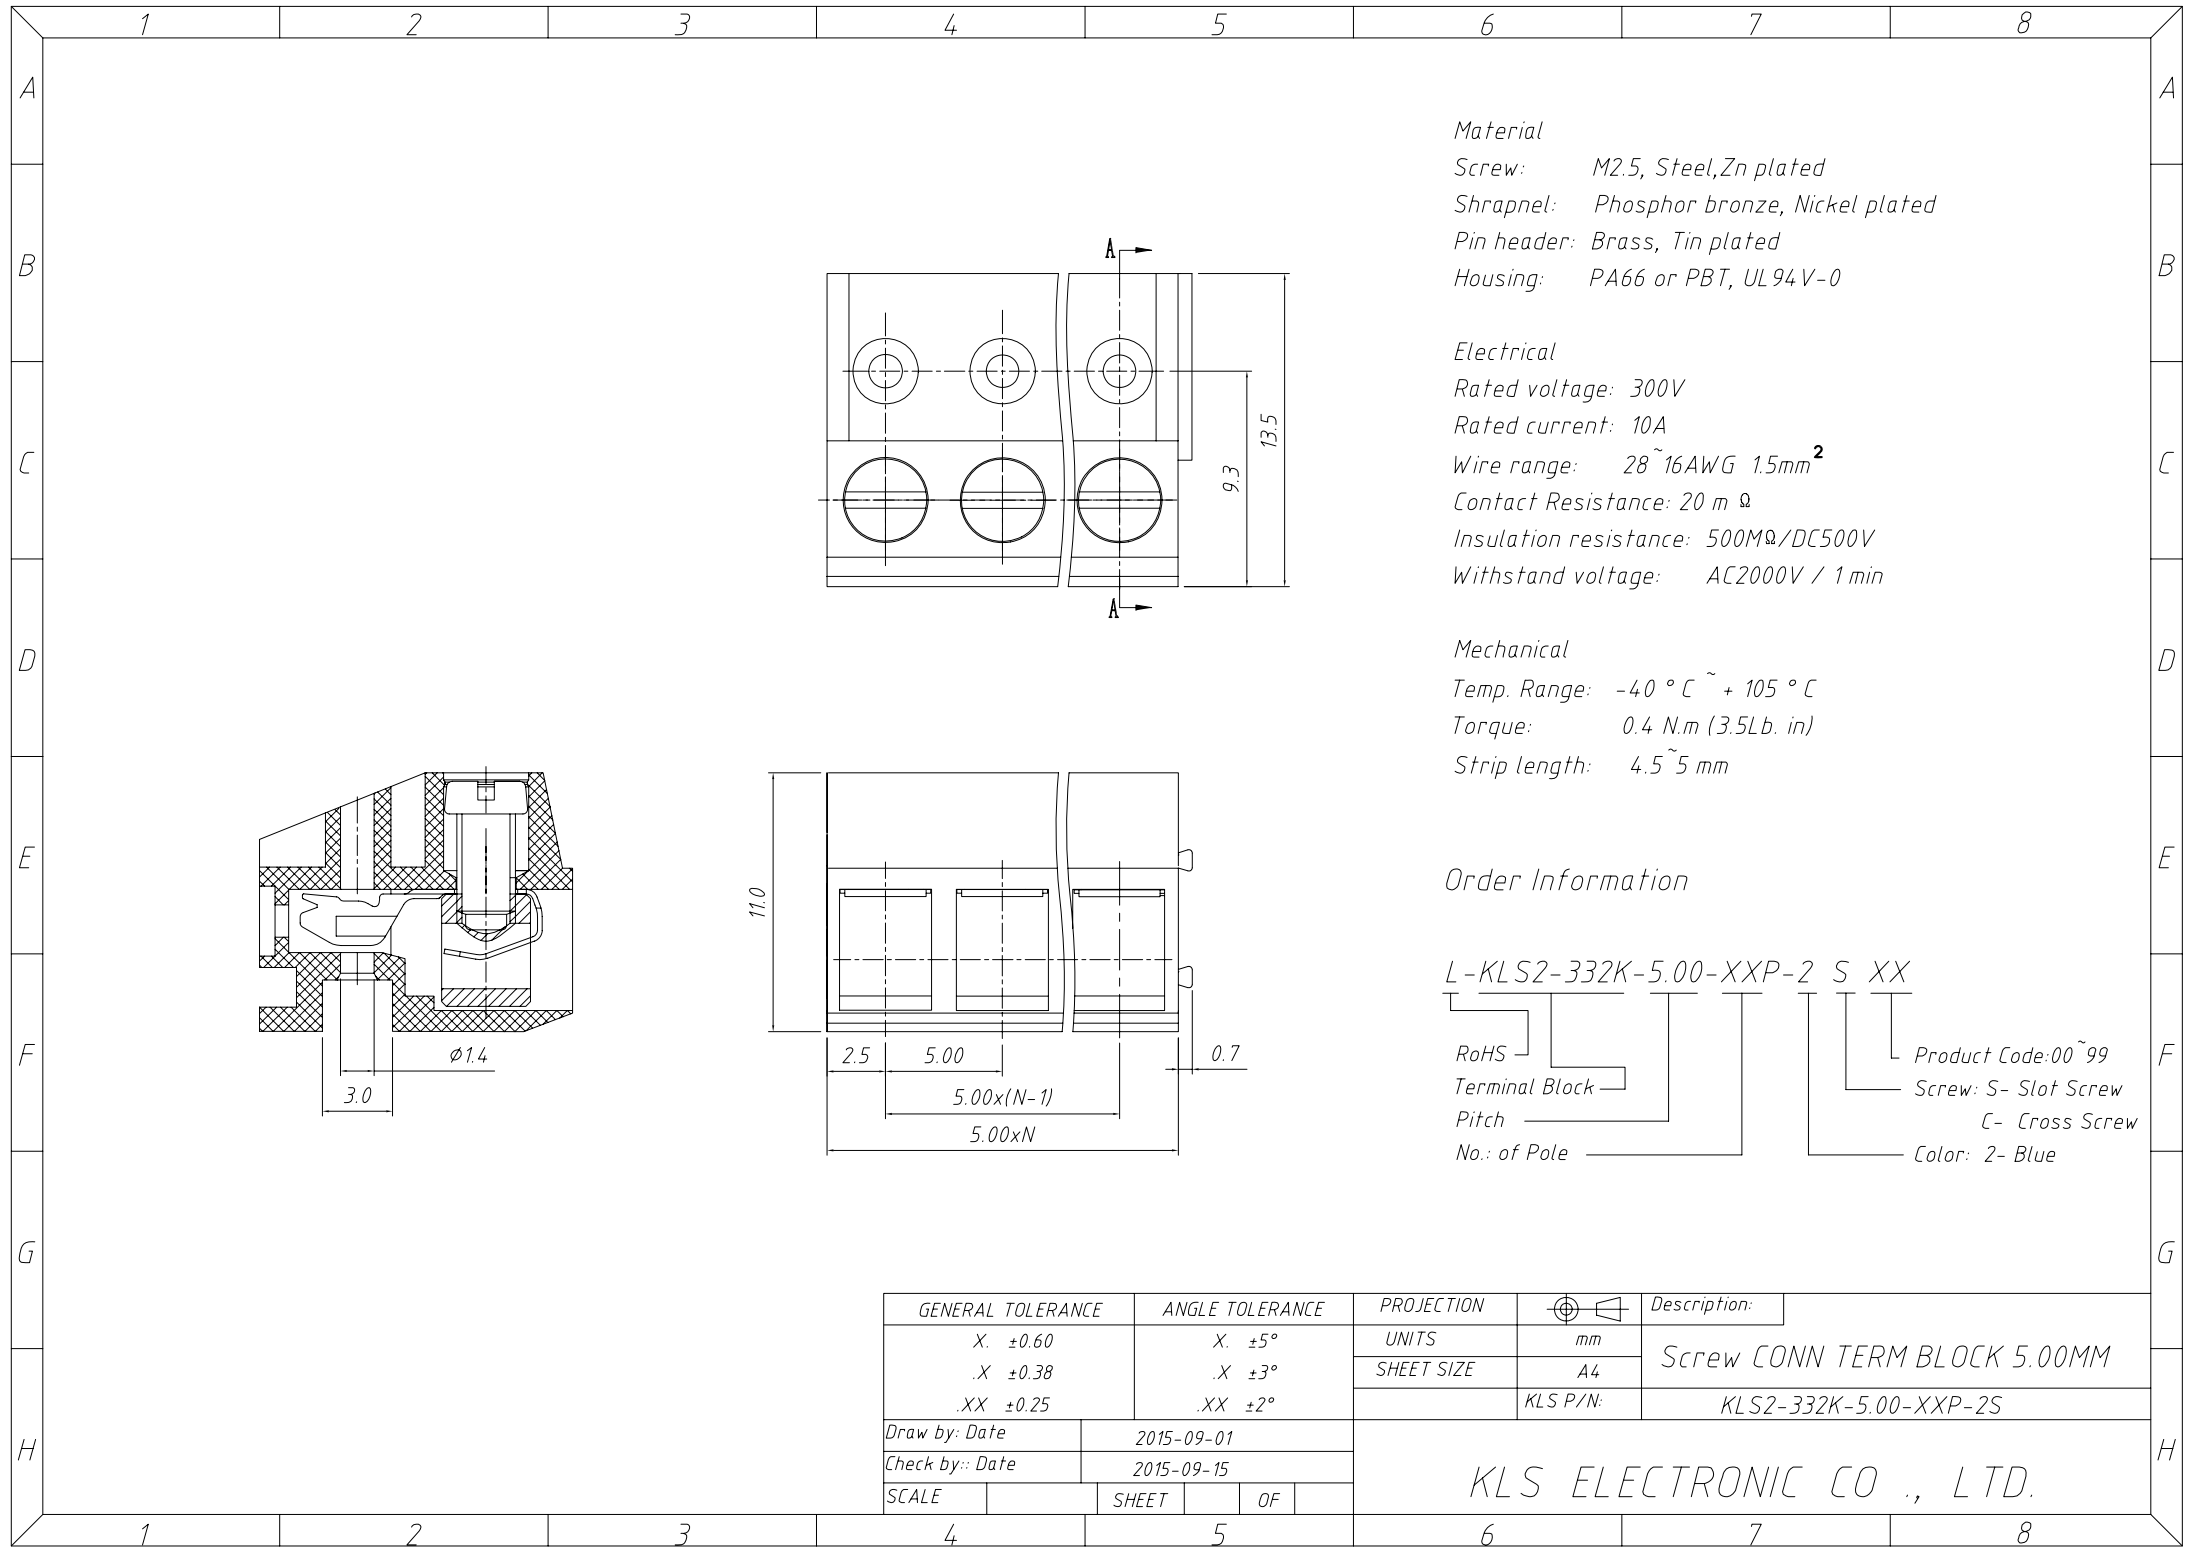 1 2 3 4 5 6 7 8
A A
B B
C C
D D
E E
F F
G G
H H
1 2 3 4 5 6 7 8
Material
Screw: M2.5, Steel,Zn plated
Shrapnel: Phosphor bronze, Nickel plated
Pin header: Brass, Tin plated
Housing: PA66 or PBT, UL94V-0
Electrical
Rated voltage: 300V
Rated current: 10A
Wire range: 28~16AWG 1.5mm²
Contact Resistance: 20 m Ω
Insulation resistance: 500MΩ/DC500V
Withstand voltage: AC2000V / 1 min
Mechanical
Temp. Range: -40 °C ~ + 105 °C
Torque: 0.4 N.m (3.5Lb. in)
Strip length: 4.5~5 mm
A
A
13.5
9.3
11.0
2.5
5.00
0.7
5.00x(N-1)
5.00xN
ϕ1.4
3.0
Order Information
L-KLS2-332K-5.00-XXP-2 S XX
RoHS
Terminal Block
Pitch
No.: of Pole
Product Code:00~99
Screw: S- Slot Screw
C- Cross Screw
Color: 2- Blue
GENERAL TOLERANCE ANGLE TOLERANCE
X. ±0.60 X. ±5°
.X ±0.38 .X ±3°
.XX ±0.25 .XX ±2°
Draw by: Date 2015-09-01
Check by:: Date 2015-09-15
SCALE SHEET OF
PROJECTION
UNITS mm
SHEET SIZE A4
KLS P/N:
Description:
Screw CONN TERM BLOCK 5.00MM
KLS2-332K-5.00-XXP-2S
KLS ELECTRONIC CO ., LTD.